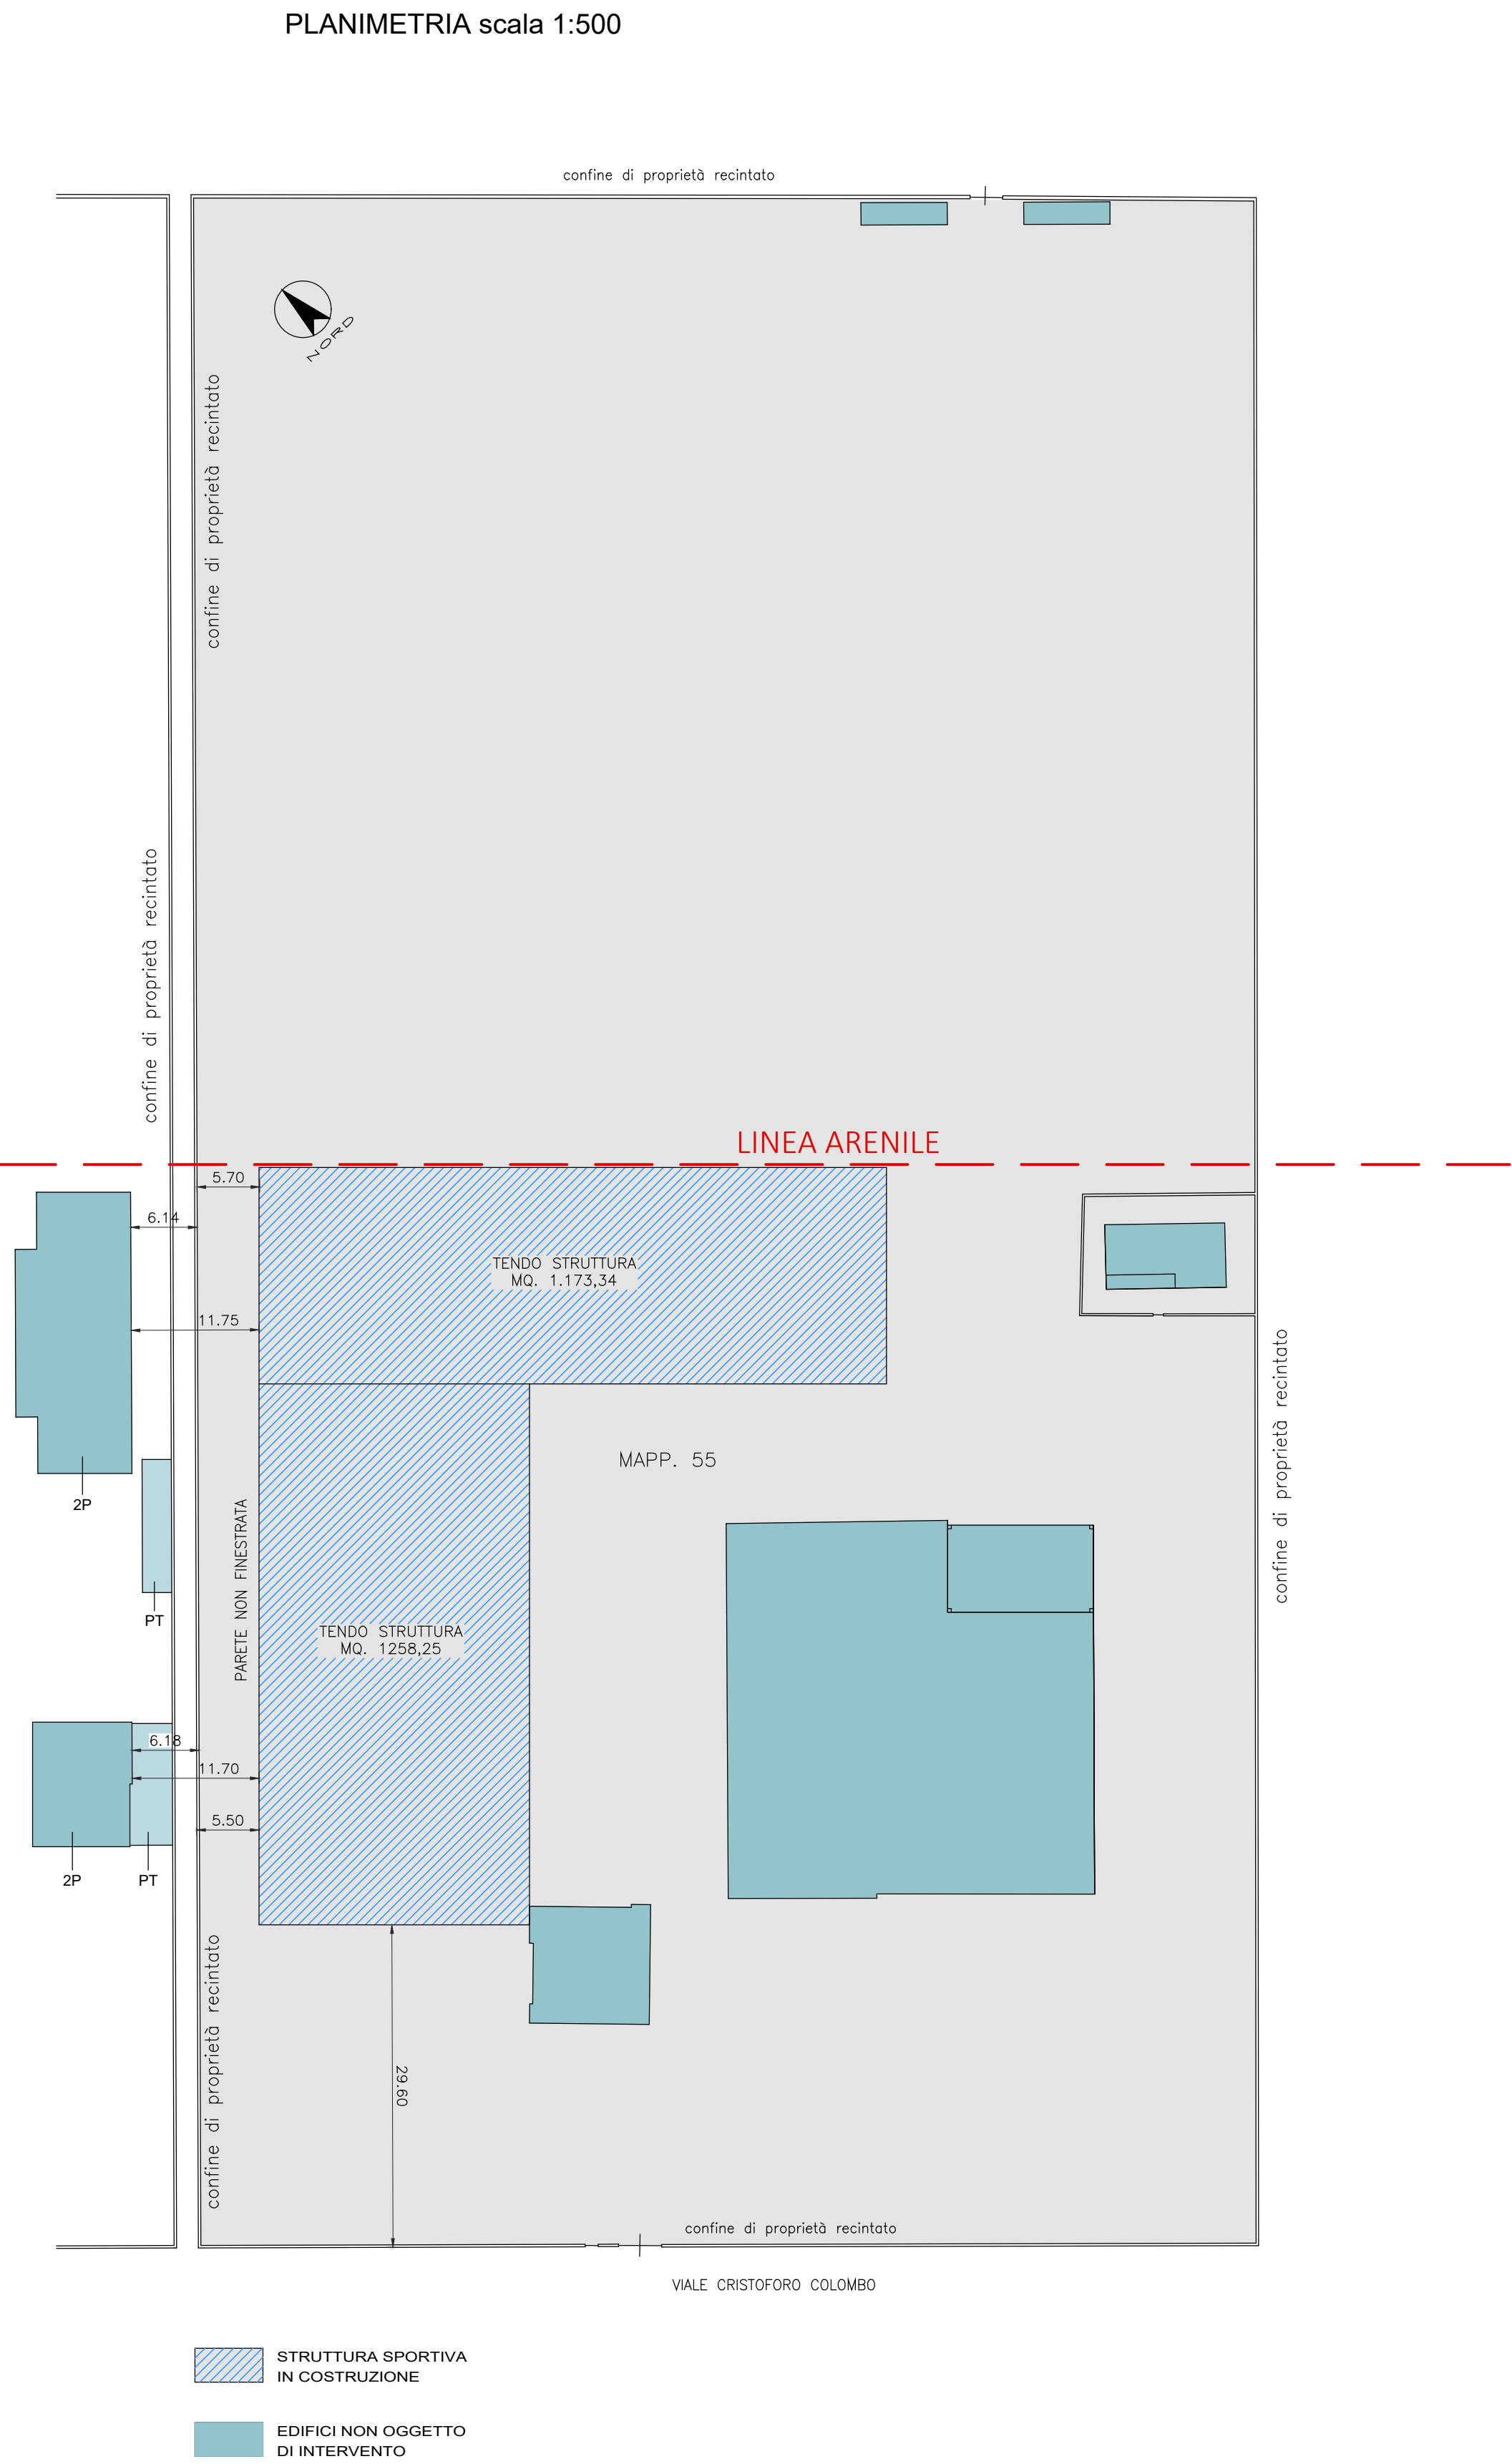 PLANIMETRIA scala 1:500
confine di proprietà recintato
NORD
confine di proprietà recintato
confine di proprietà recintato
LINEA ARENILE
5.70
6.14
TENDO STRUTTURA
MQ. 1.173,34
11.75
confine di proprietà recintato
MAPP. 55
2P
PARETE NON FINESTRATA
PT
TENDO STRUTTURA
MQ. 1258,25
6.18
11.70
5.50
2P
PT
confine di proprietà recintato
29.60
confine di proprietà recintato
VIALE CRISTOFORO COLOMBO
STRUTTURA SPORTIVA
IN COSTRUZIONE
EDIFICI NON OGGETTO
DI INTERVENTO